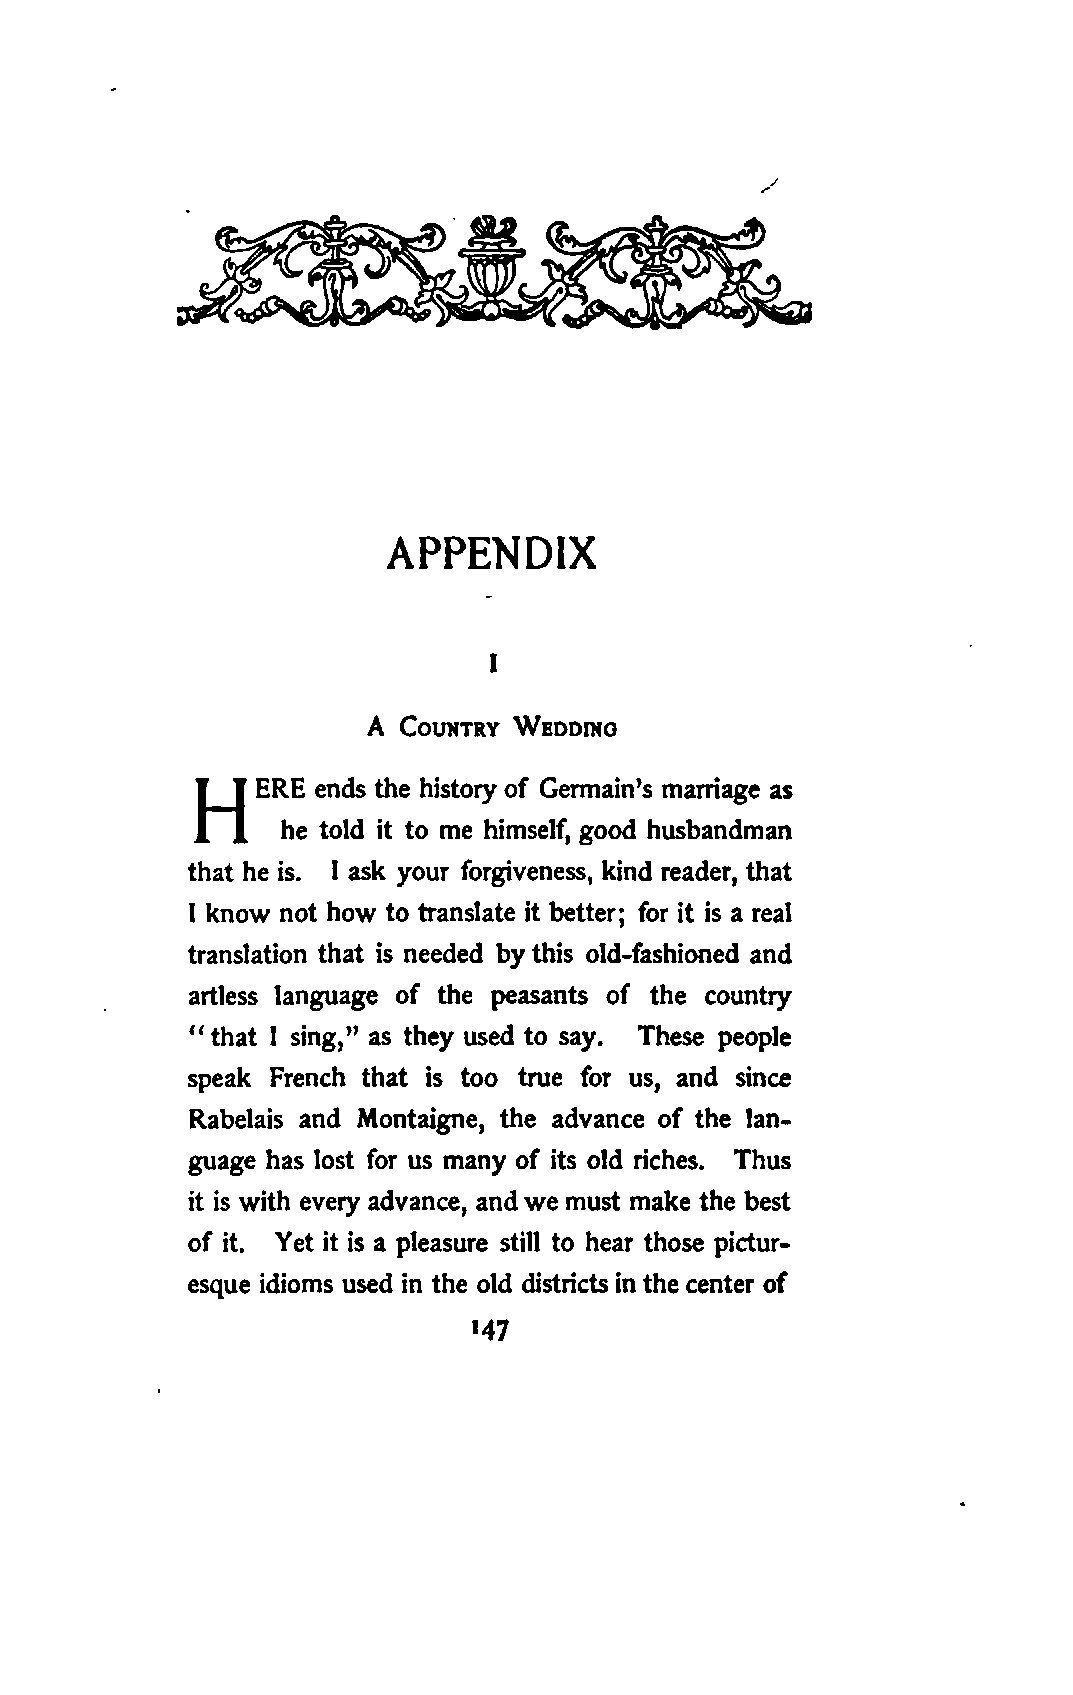 APPENDIX
I
A COUNTRY WEDDING
HERE ends the history of Germain's marriage as
he told it to me himself, good husbandman
that he is. I ask your forgiveness, kind reader, that
I know not how to translate it better; for it is a real
translation that is needed by this old-fashioned and
artless language of the peasants of the country
"that I sing," as they used to say. These people
speak French that is too true for us, and since
Rabelais and Montaigne, the advance of the lan-
guage has lost for us many of its old riches. Thus
it is with every advance, and we must make the best
of it. Yet it is a pleasure still to hear those pictur-
esque idioms used in the old districts in the center of
147